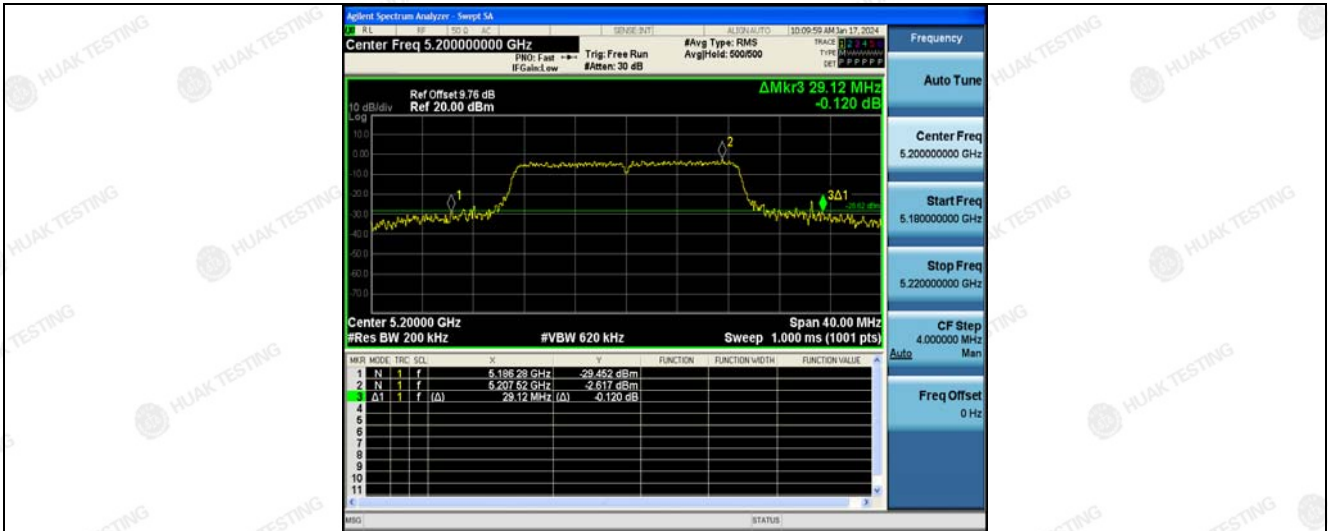 Agilent Spectrum Analyzer - Swept SA
RL RF 50 Ω AC SENSE:INT ALIGN AUTO 10:09:59 AM Jan 17, 2024
Center Freq 5.200000000 GHz
PNO: Fast
IFGain:Low
Trig: Free Run
#Atten: 30 dB
#Avg Type: RMS
Avg|Hold: 500/500
TRACE 1 2 3 4 5 6
TYPE M
DET P P P P P P
Frequency
Auto Tune
Center Freq
5.200000000 GHz
Start Freq
5.180000000 GHz
Stop Freq
5.220000000 GHz
CF Step
4.000000 MHz
Auto Man
Freq Offset
0 Hz
ΔMkr3 29.12 MHz
-0.120 dB
Ref Offset 9.76 dB
10 dB/div Ref 20.00 dBm
Log
10.0
0.00
-10.0
-20.0
-30.0
-40.0
-50.0
-60.0
-70.0
1
2
3Δ1
Center 5.20000 GHz Span 40.00 MHz
#Res BW 200 kHz #VBW 620 kHz Sweep 1.000 ms (1001 pts)
MKR MODE TRC SCL X Y FUNCTION FUNCTION WIDTH FUNCTION VALUE
1 N 1 f 5.186 28 GHz -29.452 dBm
2 N 1 f 5.207 52 GHz -2.617 dBm
3 Δ1 1 f (Δ) 29.12 MHz (Δ) -0.120 dB
4
5
6
7
8
9
10
11
MSG STATUS
HUAK TESTING
HUAK TESTING
HUAK TESTING
HUAK TESTING
HUAK TESTING
HUAK TESTING
HUAK TESTING
HUAK TESTING
HUAK TESTING